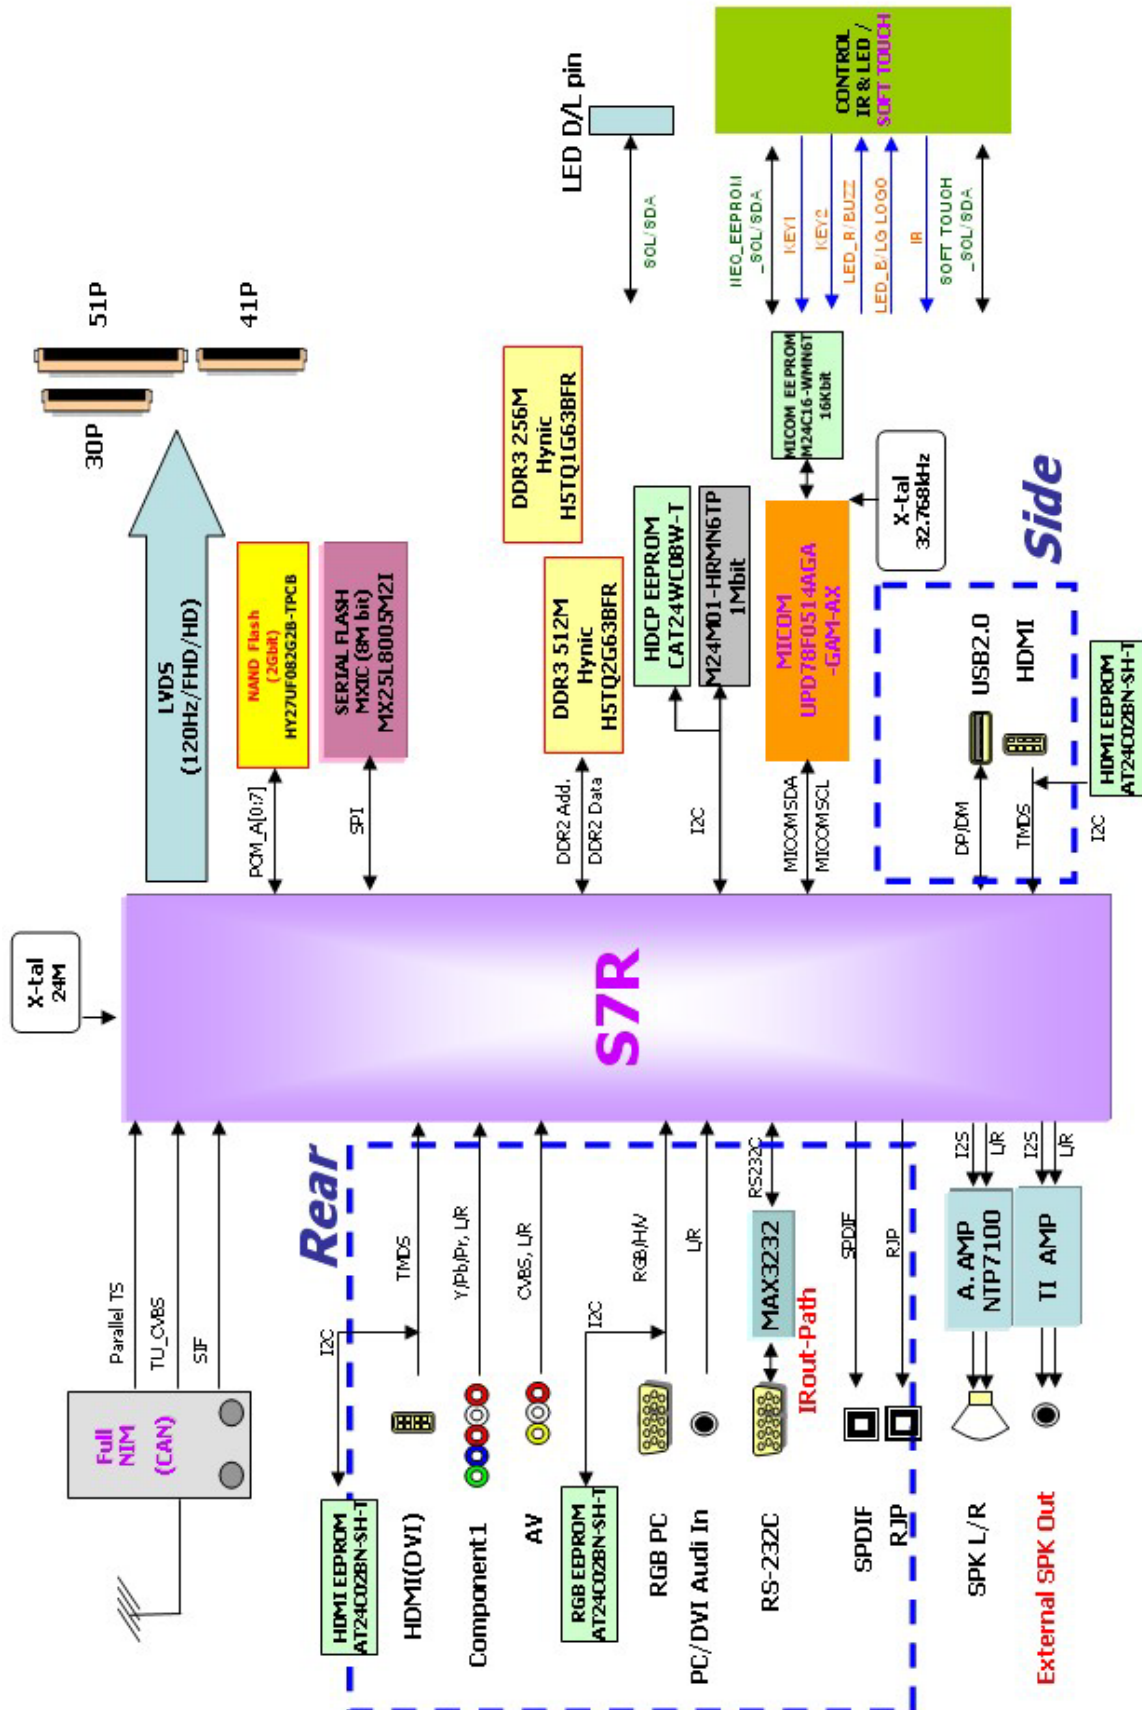 X-tal
24M
S7R
Full
NIM
(CAN)
Parallel TS
TU_CVBS
SIF
Rear
HDMI EEPROM
AT24C02BN-SH-T
I2C
HDMI(DVI)
TMDS
Component1
Y/Pb/Pr, L/R
AV
CVBS, L/R
RGB EEPROM
AT24C02BN-SH-T
I2C
RGB PC
RGB/H/V
PC/DVI Audi In
L/R
RS-232C
MAX3232
RS232C
IRout-Path
SPDIF
SPDIF
RJP
RJP
SPK L/R
A. AMP
NTP7100
I2S
L/R
External SPK Out
TI AMP
I2S
L/R
LVDS
(120Hz/FHD/HD)
30P
51P
41P
PCM_A[0:7]
NAND Flash
(2Gbit)
HY27UF082G2B-TPCB
SPI
SERIAL FLASH
MXIC (8M bit)
MX25L8005M2I
DDR2 Add.
DDR2 Data
DDR3 512M
Hynic
H5TQ2G63BFR
DDR3 256M
Hynic
H5TQ1G63BFR
I2C
HDCP EEPROM
CAT24WC08W-T
M24M01-HRMN6TP
1Mbit
MICOMSDA
MICOMSCL
MICOM
UPD78F0514AGA
-GAM-AX
MICOM EEPROM
M24C16-WMN6T
16Kbit
X-tal
32.768kHz
LED D/L pin
SOL/SDA
NEO_EEPROM
_SOL/SDA
KEY1
KEY2
LED_R/BUZZ
LED_B/LG LOGO
IR
SOFT TOUCH
_SOL/SDA
CONTROL
IR & LED /
SOFT TOUCH
Side
DP/DM
USB2.0
TMDS
HDMI
I2C
HDMI EEPROM
AT24C02BN-SH-T